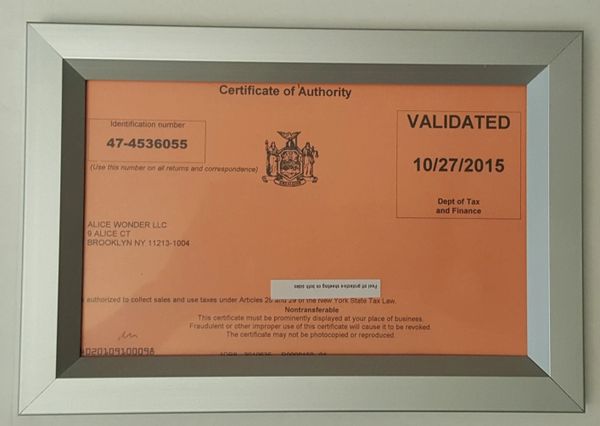 Certificate of Authority
Identification number
47-4536055
(Use this number on all returns and correspondence)
VALIDATED
10/27/2015
Dept of Tax
and Finance
ALICE WONDER LLC
9 ALICE CT
BROOKLYN NY 11213-1004
Peel off protective sheeting on both sides
authorized to collect sales and use taxes under Articles 28 and 29 of the New York State Tax Law.
Nontransferable
This certificate must be prominently displayed at your place of business.
Fraudulent or other improper use of this certificate will cause it to be revoked.
The certificate may not be photocopied or reproduced.